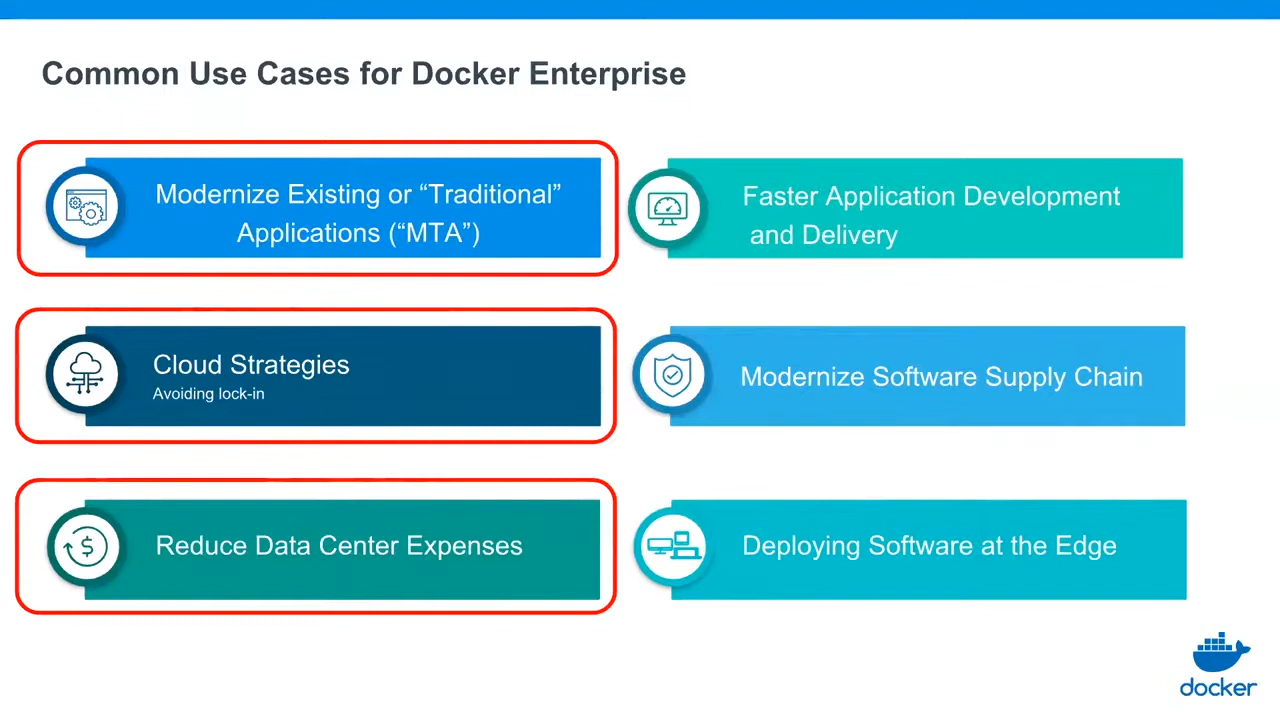 Common Use Cases for Docker Enterprise
Modernize Existing or “Traditional”
Applications (“MTA”)
Faster Application Development
and Delivery
Cloud Strategies
Avoiding lock-in
Modernize Software Supply Chain
$
Reduce Data Center Expenses
Deploying Software at the Edge
docker